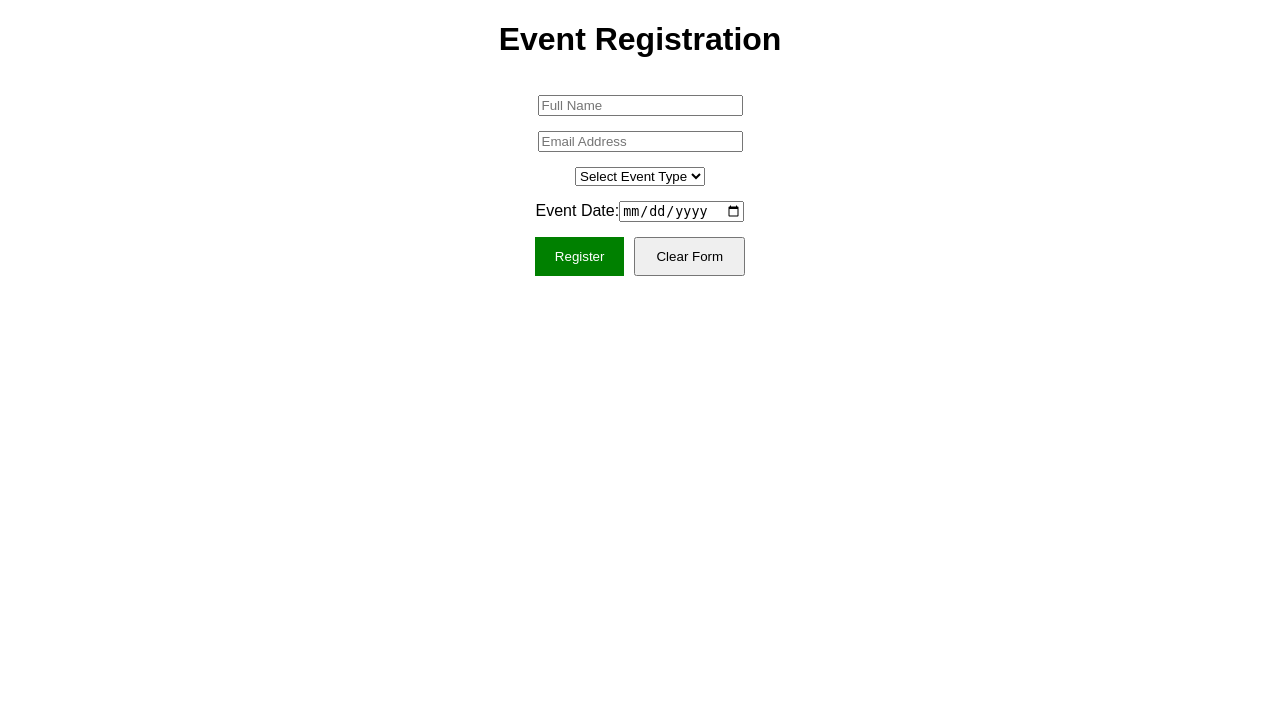 Event Registration
Full Name
Email Address
Select Event Type
Event Date: mm/dd/yyyy
Register Clear Form